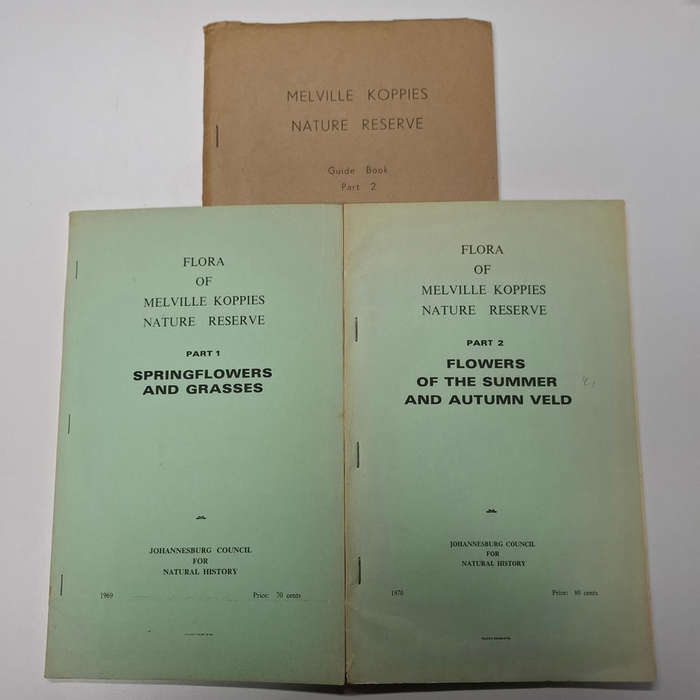 MELVILLE KOPPIES
NATURE RESERVE
Guide Book
Part 2
FLORA
OF
MELVILLE KOPPIES
NATURE RESERVE
PART 1
SPRINGFLOWERS
AND GRASSES
JOHANNESBURG COUNCIL
FOR
NATURAL HISTORY
1969 Price: 70 cents
FLORA
OF
MELVILLE KOPPIES
NATURE RESERVE
PART 2
FLOWERS
OF THE SUMMER
AND AUTUMN VELD
JOHANNESBURG COUNCIL
FOR
NATURAL HISTORY
1970 Price: 80 cents